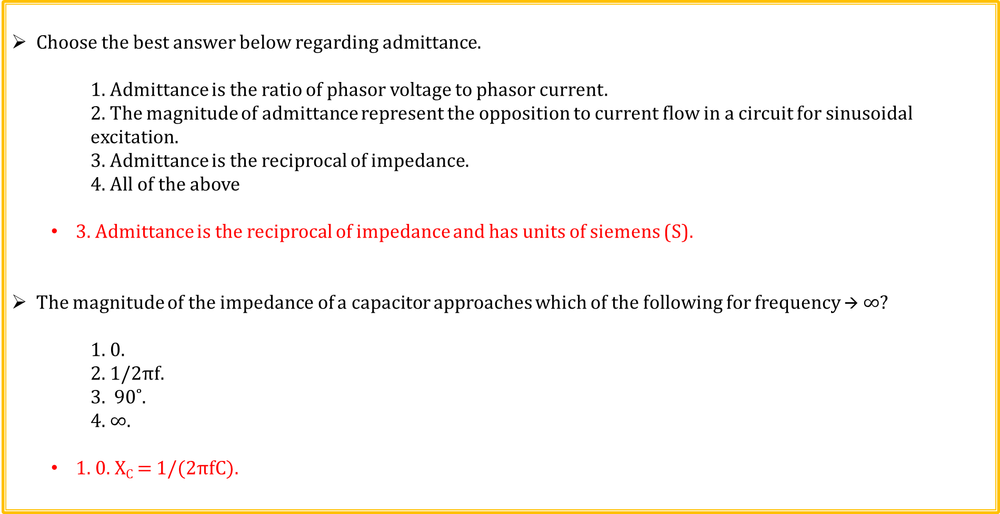 ➢ Choose the best answer below regarding admittance.
1. Admittance is the ratio of phasor voltage to phasor current.
2. The magnitude of admittance represent the opposition to current flow in a circuit for sinusoidal
excitation.
3. Admittance is the reciprocal of impedance.
4. All of the above
• 3. Admittance is the reciprocal of impedance and has units of siemens (S).
➢ The magnitude of the impedance of a capacitor approaches which of the following for frequency → ∞?
1. 0.
2. 1/2πf.
3. 90˚.
4. ∞.
• 1. 0. X_C = 1/(2πfC).